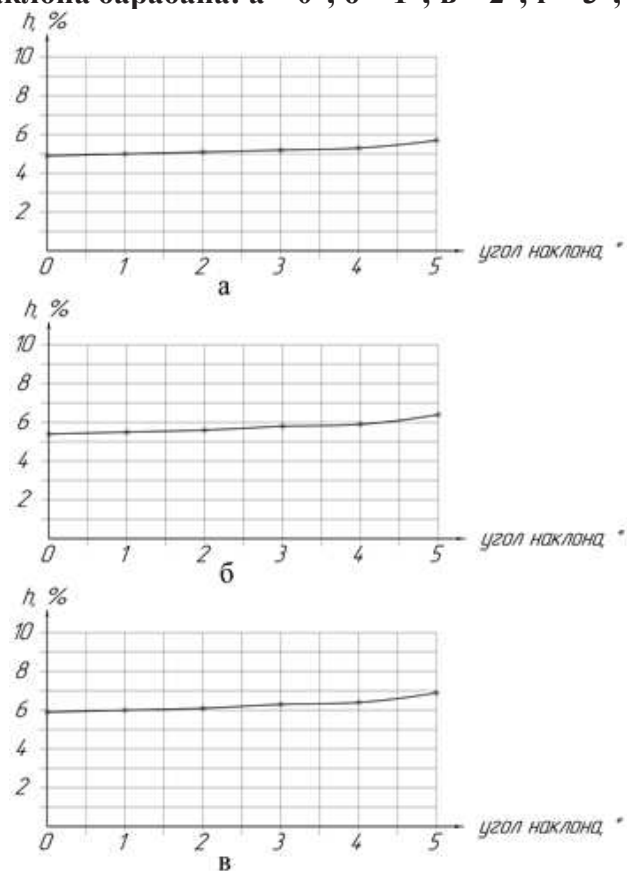 клона барабана: а – 0°; б – 1°; в – 2°; г – 3°;
h, %
10
8
6
4
2
0 1 2 3 4 5 угол наклона, °
а
h, %
10
8
6
4
2
0 1 2 3 4 5 угол наклона, °
б
h, %
10
8
6
4
2
0 1 2 3 4 5 угол наклона, °
в